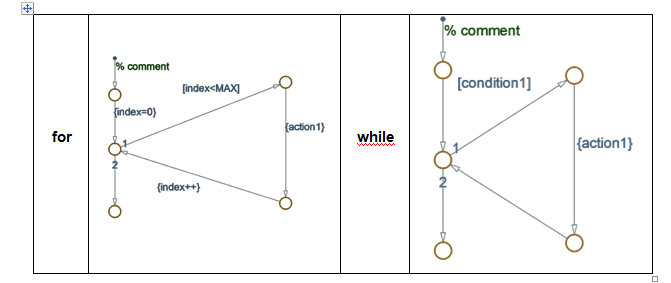 for
% comment
{index=0}
[index<MAX]
1
2
{action1}
{index++}
while
% comment
[condition1]
1
2
{action1}